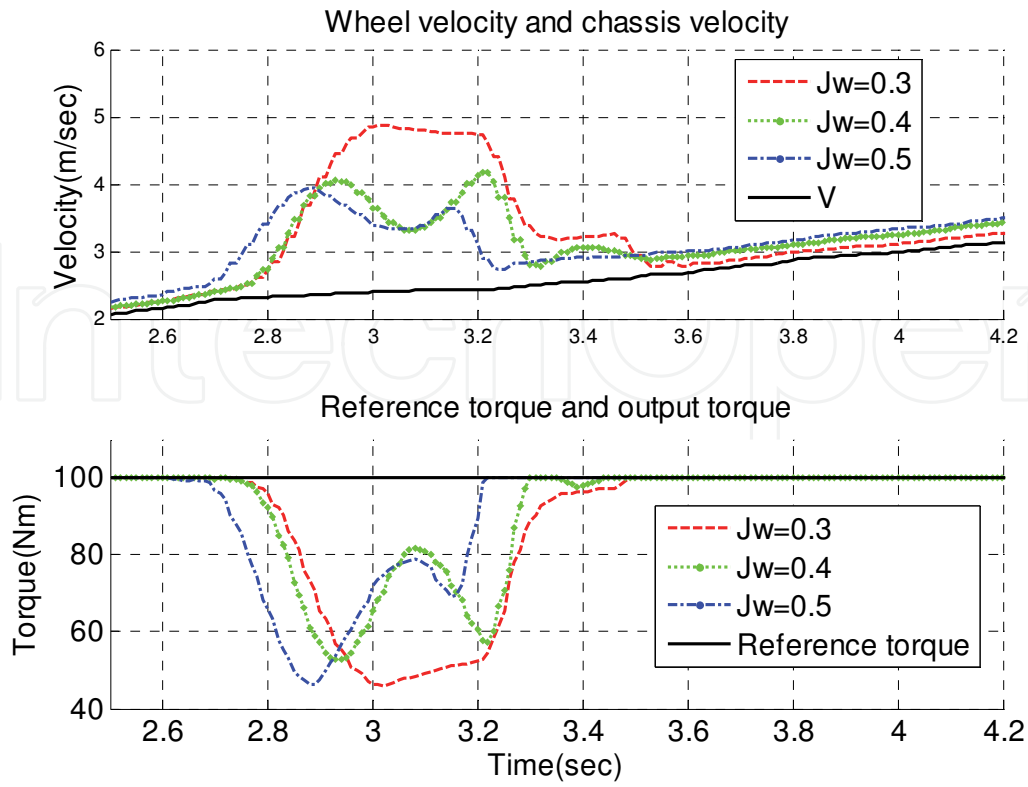 Wheel velocity and chassis velocity
Velocity(m/sec)
6
5
4
3
2
Jw=0.3
Jw=0.4
Jw=0.5
V
2.6 2.8 3 3.2 3.4 3.6 3.8 4 4.2
Reference torque and output torque
Torque(Nm)
100
80
60
40
Jw=0.3
Jw=0.4
Jw=0.5
Reference torque
2.6 2.8 3 3.2 3.4 3.6 3.8 4 4.2
Time(sec)